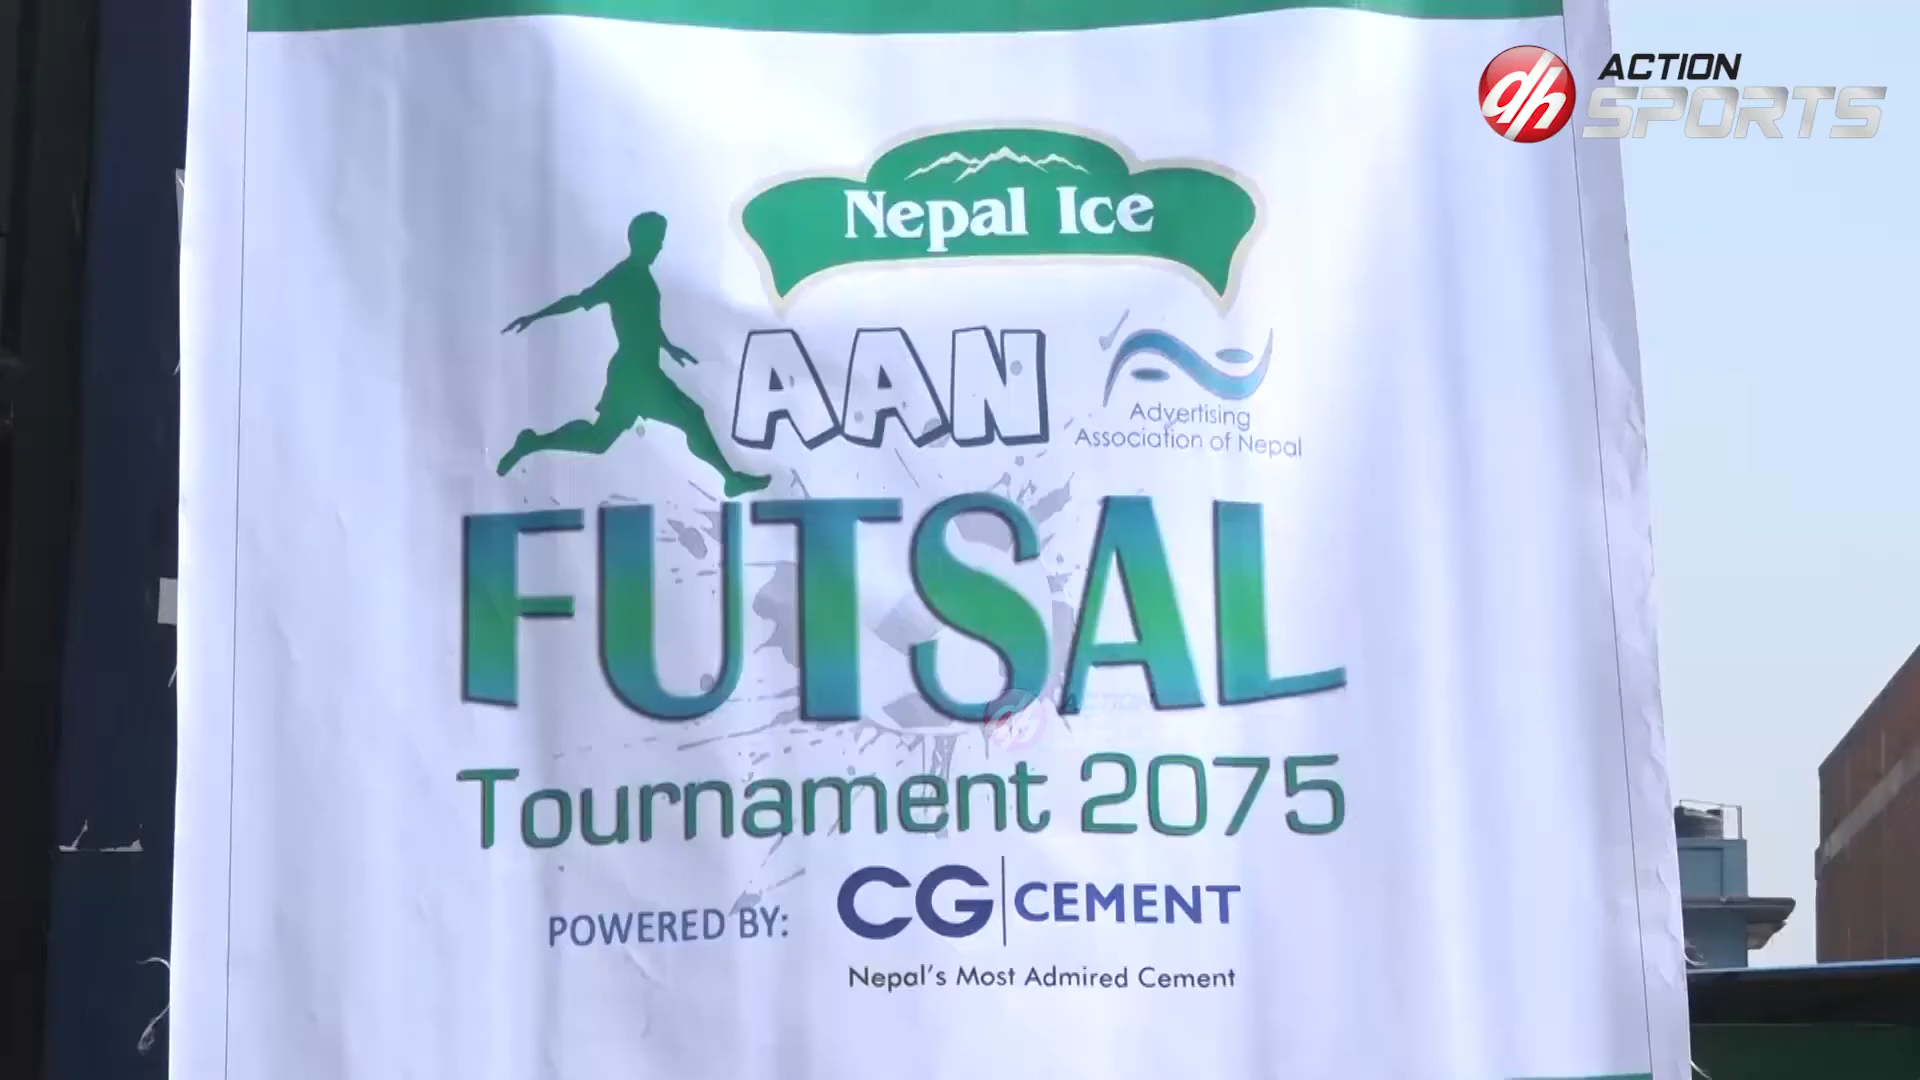 dh ACTION
SPORTS
Nepal Ice
AAN
Advertising
Association of Nepal
FUTSAL
Tournament 2075
POWERED BY: CG CEMENT
Nepal's Most Admired Cement